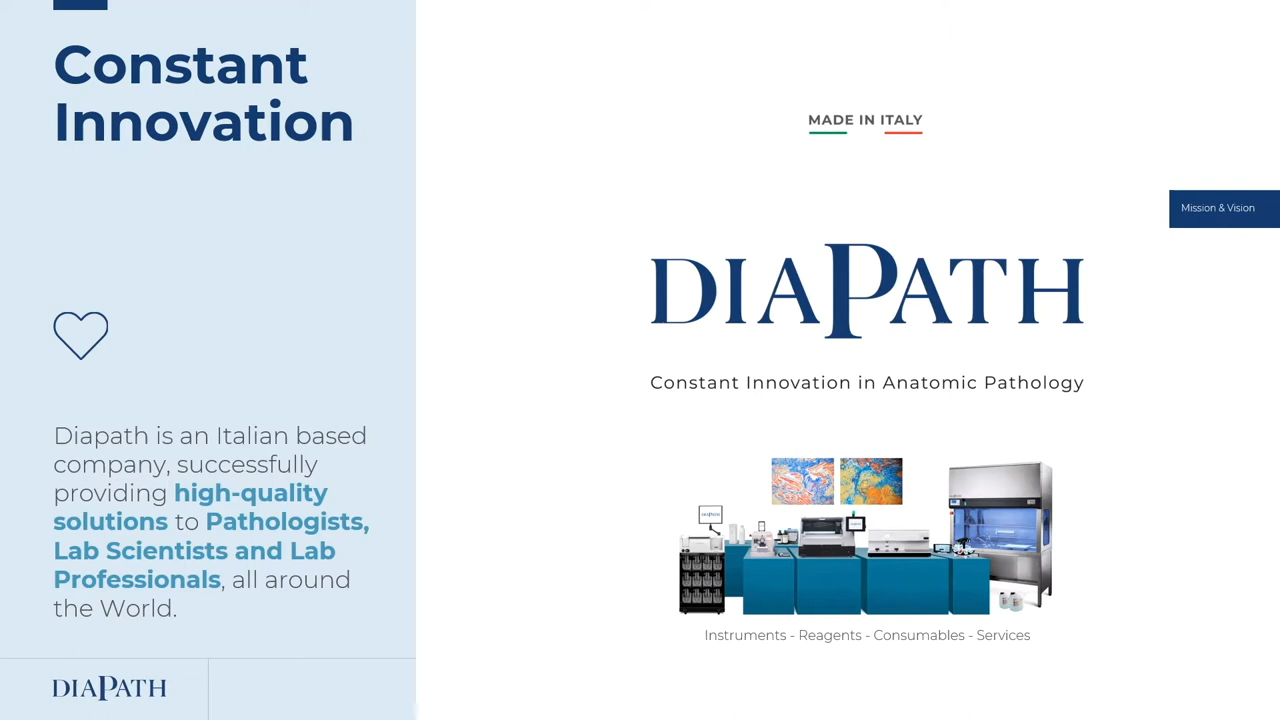 Constant
Innovation
Diapath is an Italian based
company, successfully
providing high-quality
solutions to Pathologists,
Lab Scientists and Lab
Professionals, all around
the World.
DIAPATH
MADE IN ITALY
Mission & Vision
DIAPATH
Constant Innovation in Anatomic Pathology
DIAPATH
Instruments - Reagents - Consumables - Services